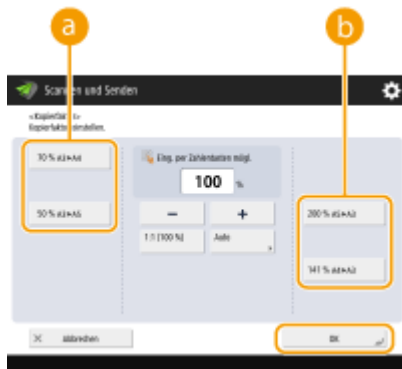 a
b
Scannen und Senden
<Kopierfaktor>
Kopierfaktor einstellen.
70 % A3▸A4
50 % A3▸A5
Eing. per Zahlentasten mögl.
100 %
－ ＋
1:1 (100 %) Auto
200 % A5▸A3
141 % A4▸A3
Abbrechen
OK